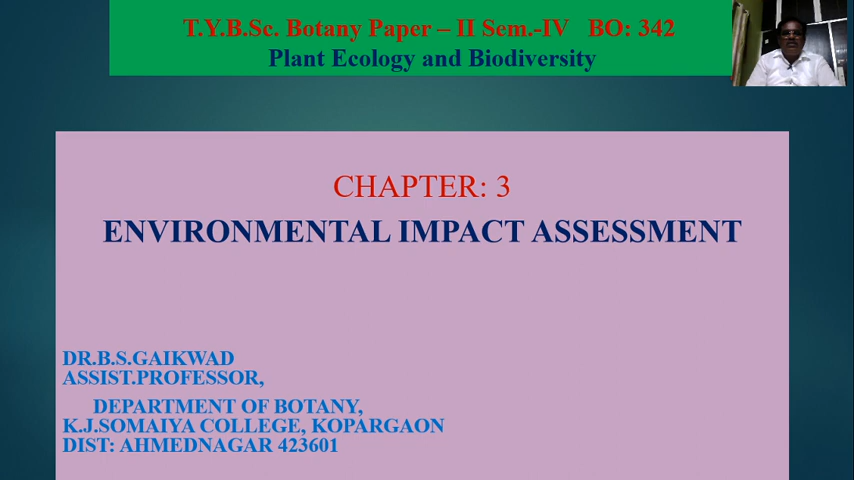 T.Y.B.Sc. Botany Paper – II Sem.-IV BO: 342
Plant Ecology and Biodiversity
CHAPTER: 3
ENVIRONMENTAL IMPACT ASSESSMENT
DR.B.S.GAIKWAD
ASSIST.PROFESSOR,
DEPARTMENT OF BOTANY,
K.J.SOMAIYA COLLEGE, KOPARGAON
DIST: AHMEDNAGAR 423601